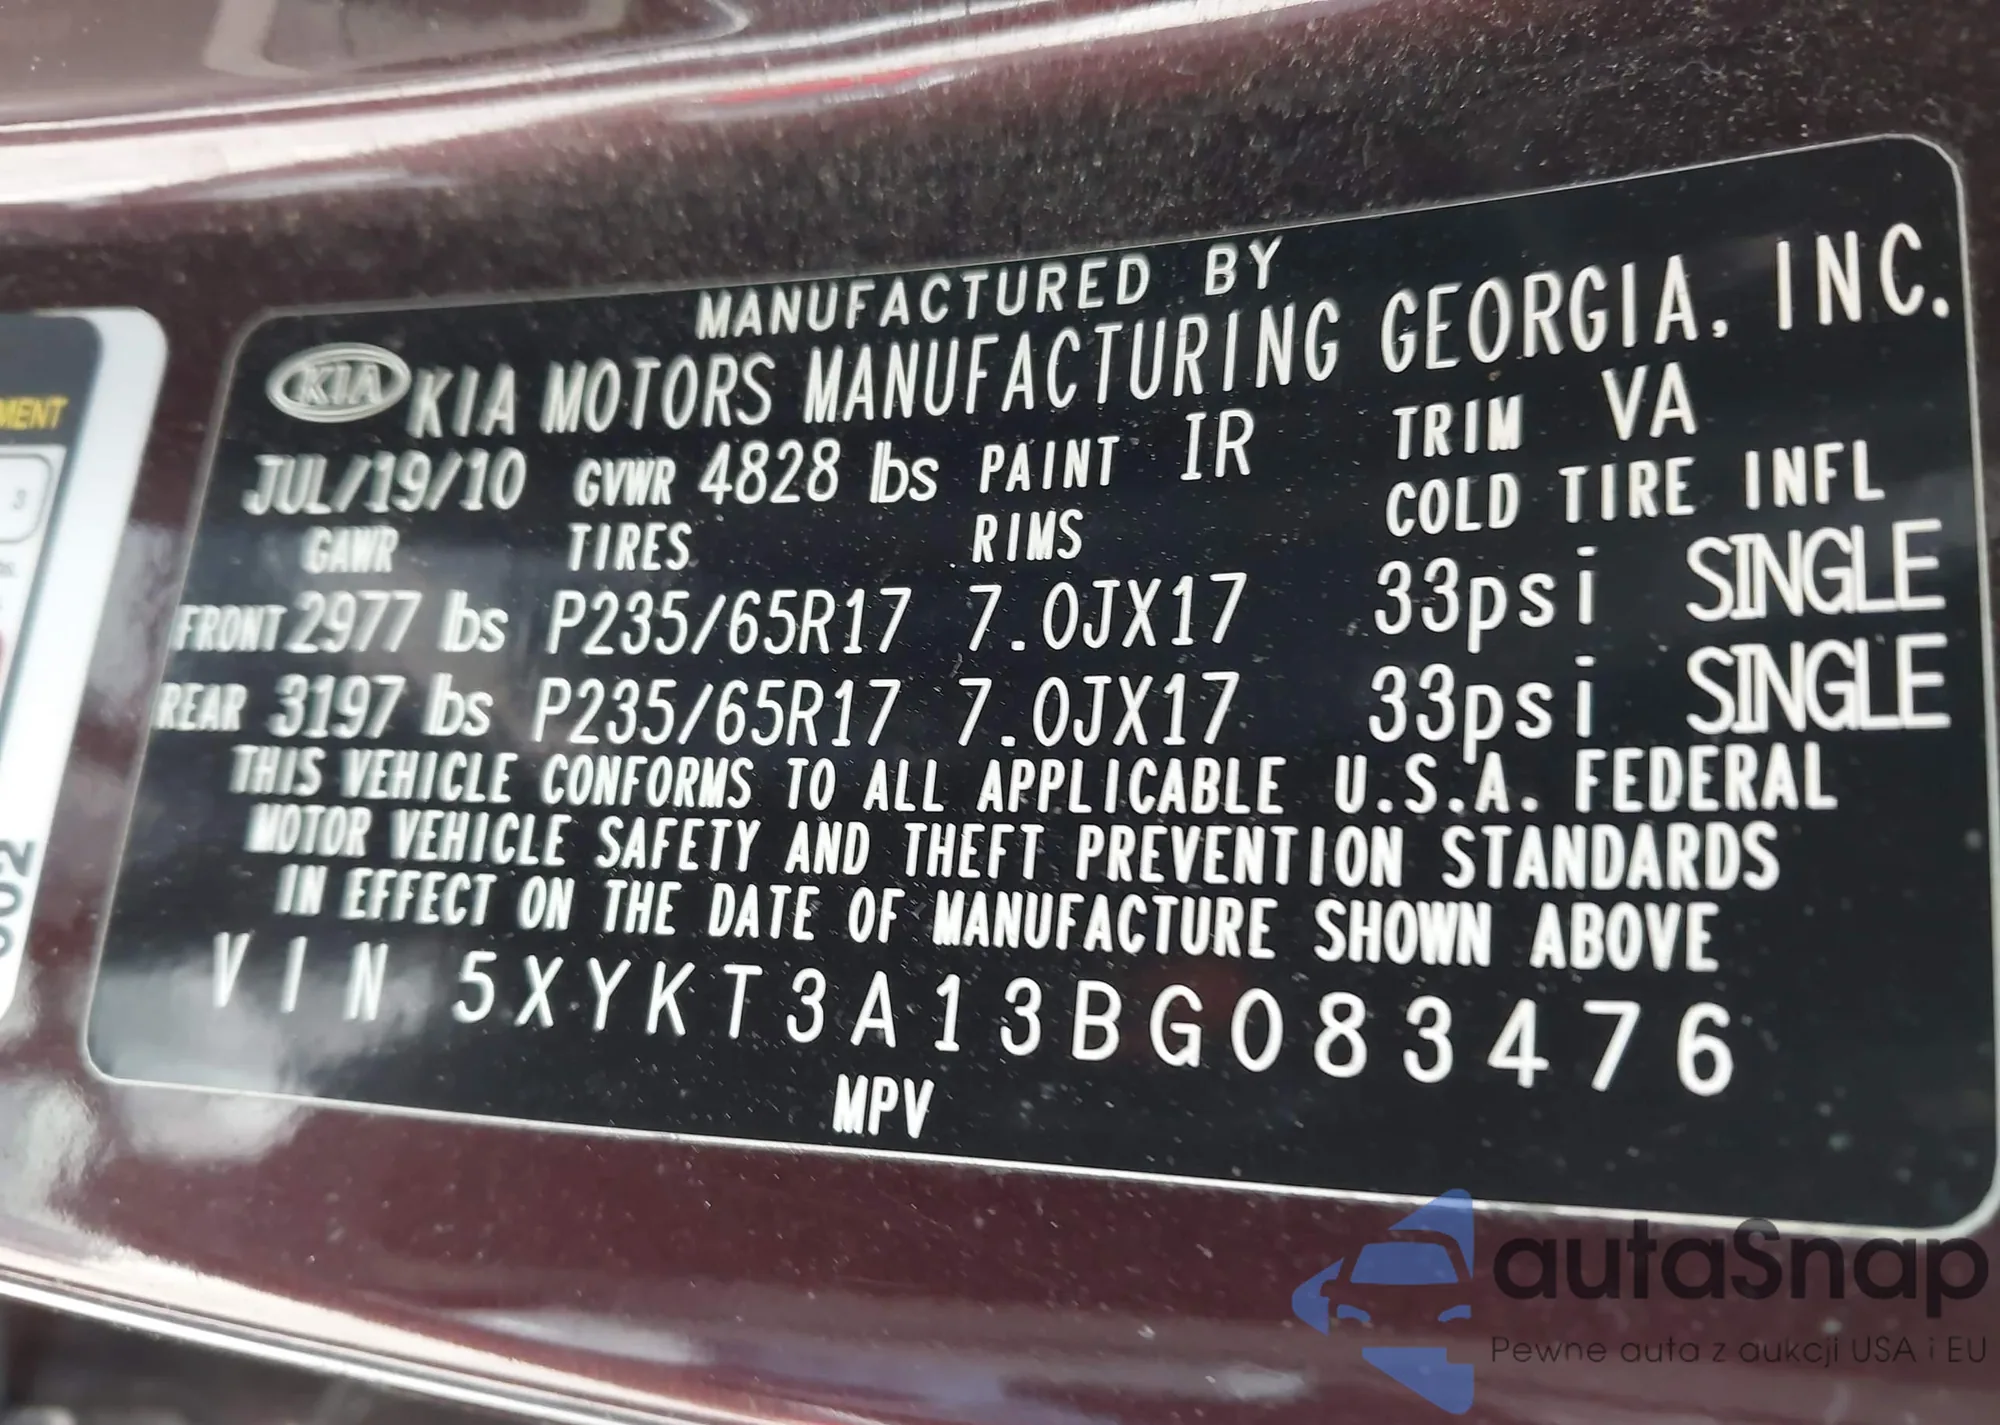 MANUFACTURED BY
KIA KIA MOTORS MANUFACTURING GEORGIA, INC.
JUL/19/10 GVWR 4828 lbs PAINT IR TRIM VA
GAWR TIRES RIMS COLD TIRE INFL
FRONT 2977 lbs P235/65R17 7.0JX17 33psi SINGLE
REAR 3197 lbs P235/65R17 7.0JX17 33psi SINGLE
THIS VEHICLE CONFORMS TO ALL APPLICABLE U.S.A. FEDERAL
MOTOR VEHICLE SAFETY AND THEFT PREVENTION STANDARDS
IN EFFECT ON THE DATE OF MANUFACTURE SHOWN ABOVE
VIN 5XYKT3A13BG083476
MPV
MENT
3
autaSnap
Pewne auta z aukcji USA i EU